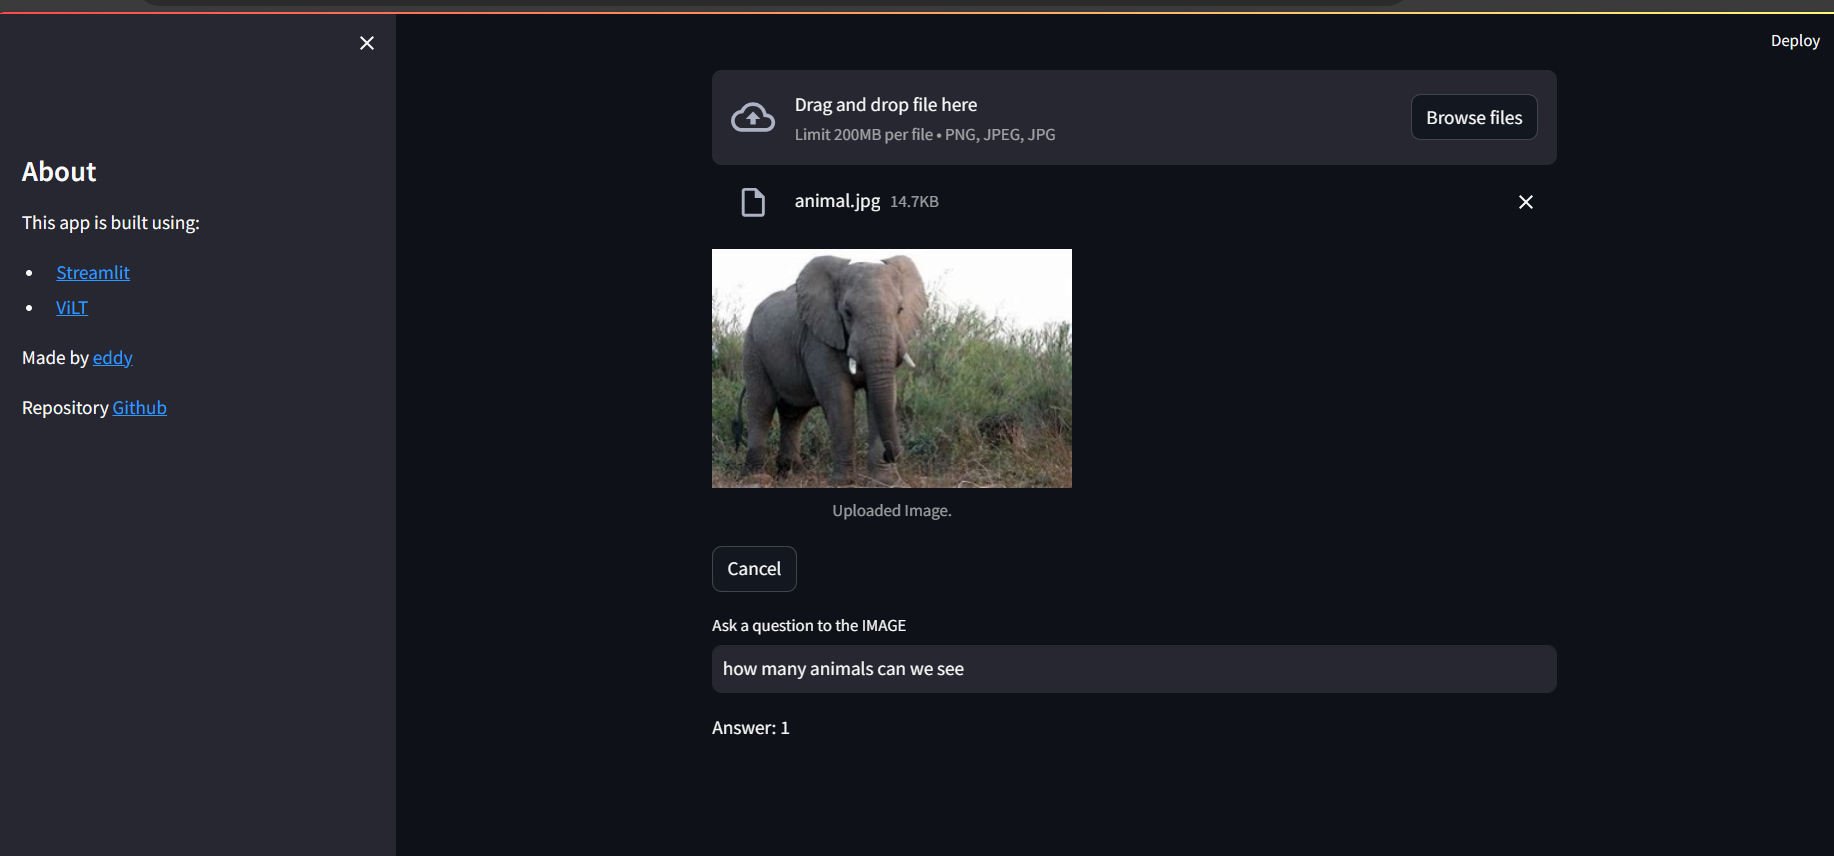 Deploy
About
This app is built using:
Streamlit
ViLT
Made by eddy
Repository Github
Drag and drop file here
Limit 200MB per file • PNG, JPEG, JPG
Browse files
animal.jpg 14.7KB
Uploaded Image.
Cancel
Ask a question to the IMAGE
how many animals can we see
Answer: 1